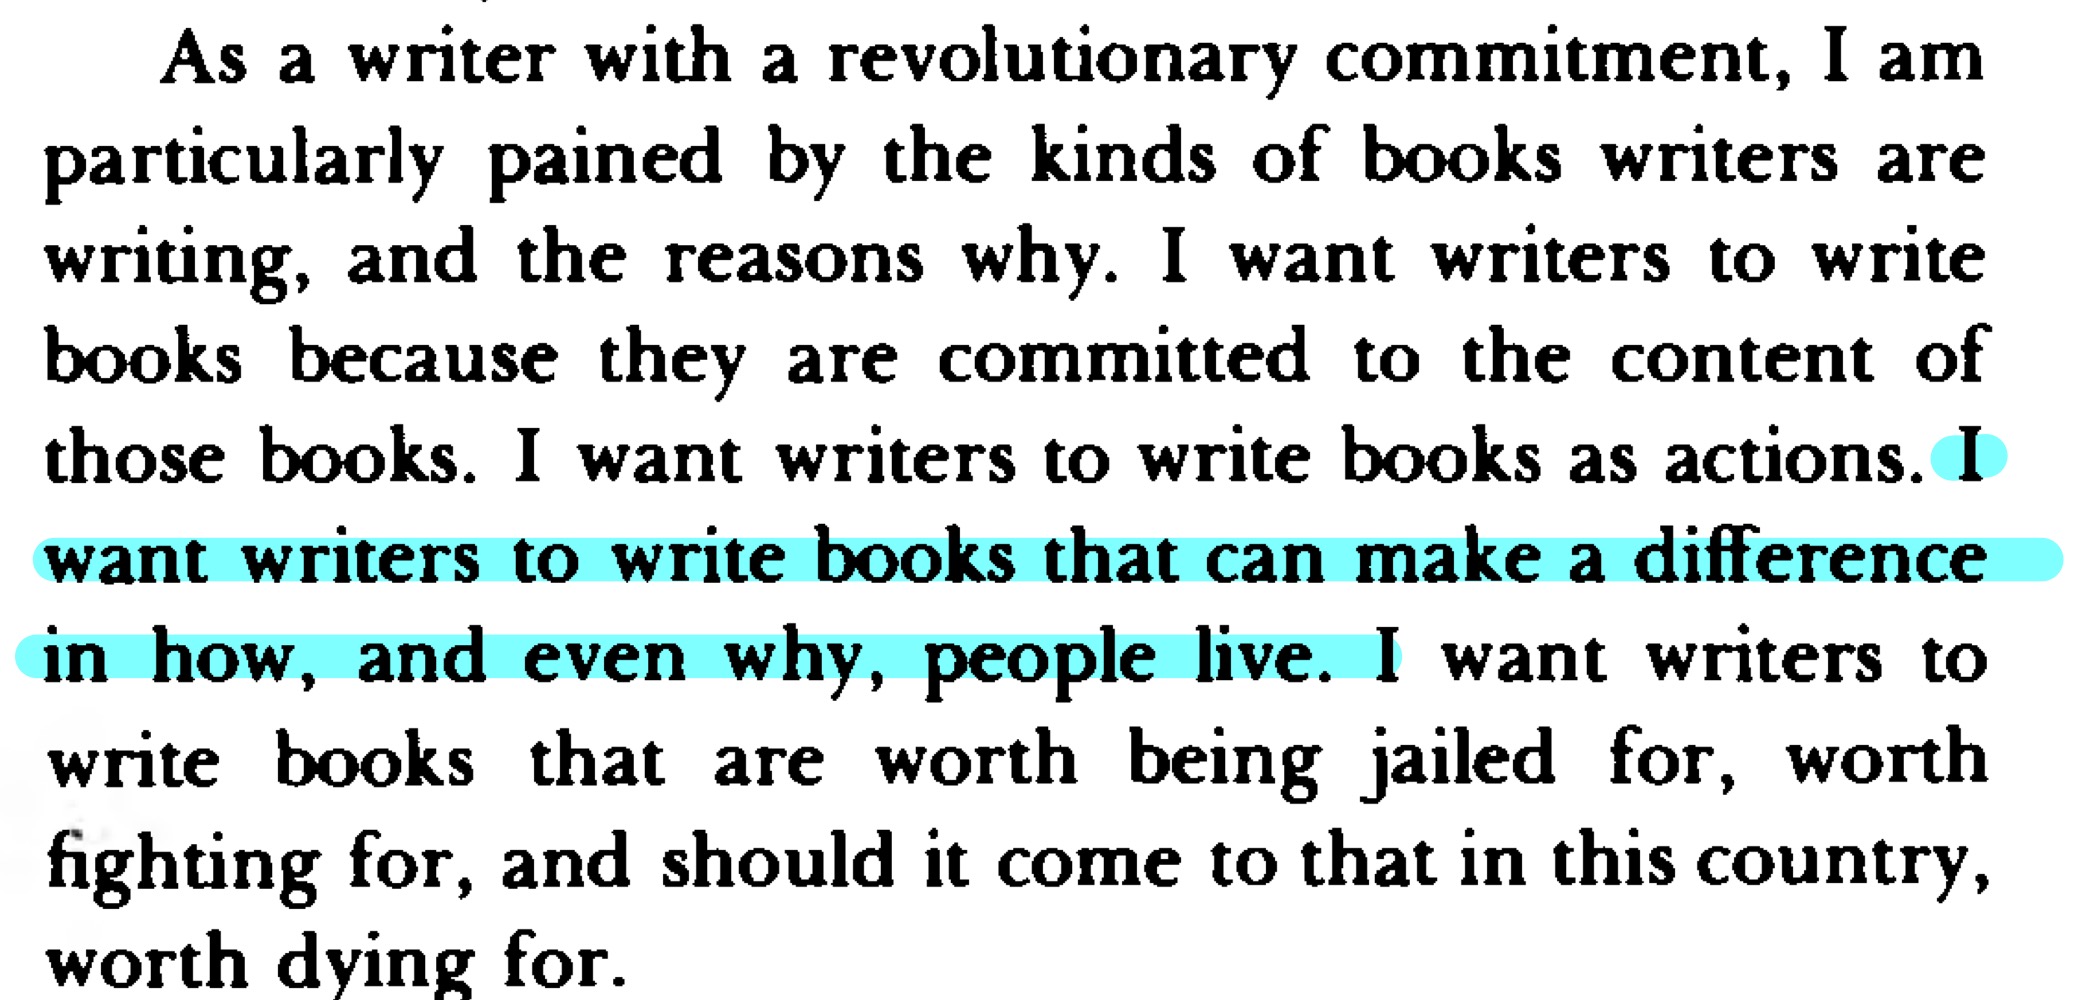 As a writer with a revolutionary commitment, I am
particularly pained by the kinds of books writers are
writing, and the reasons why. I want writers to write
books because they are committed to the content of
those books. I want writers to write books as actions. I
want writers to write books that can make a difference
in how, and even why, people live. I want writers to
write books that are worth being jailed for, worth
fighting for, and should it come to that in this country,
worth dying for.